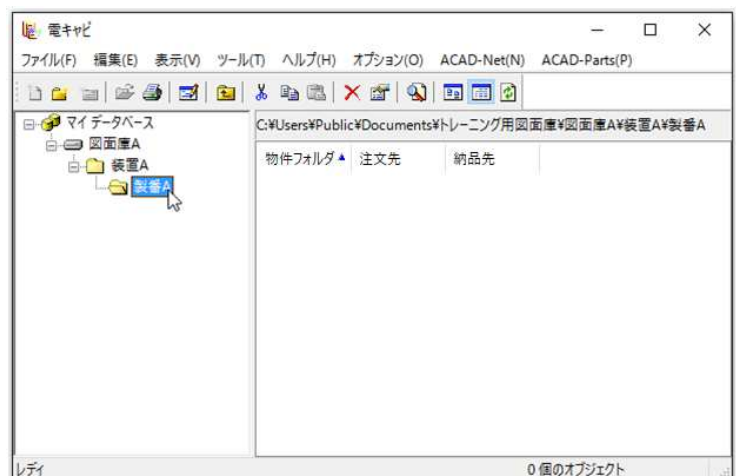 電キャビ
ファイル(F) 編集(E) 表示(V) ツール(T) ヘルプ(H) オプション(O) ACAD-Net(N) ACAD-Parts(P)
マイ データベース
図面庫A
装置A
製番A
C:¥Users¥Public¥Documents¥トレーニング用図面庫¥図面庫A¥装置A¥製番A
物件フォルダ 注文先 納品先
レディ 0 個のオブジェクト